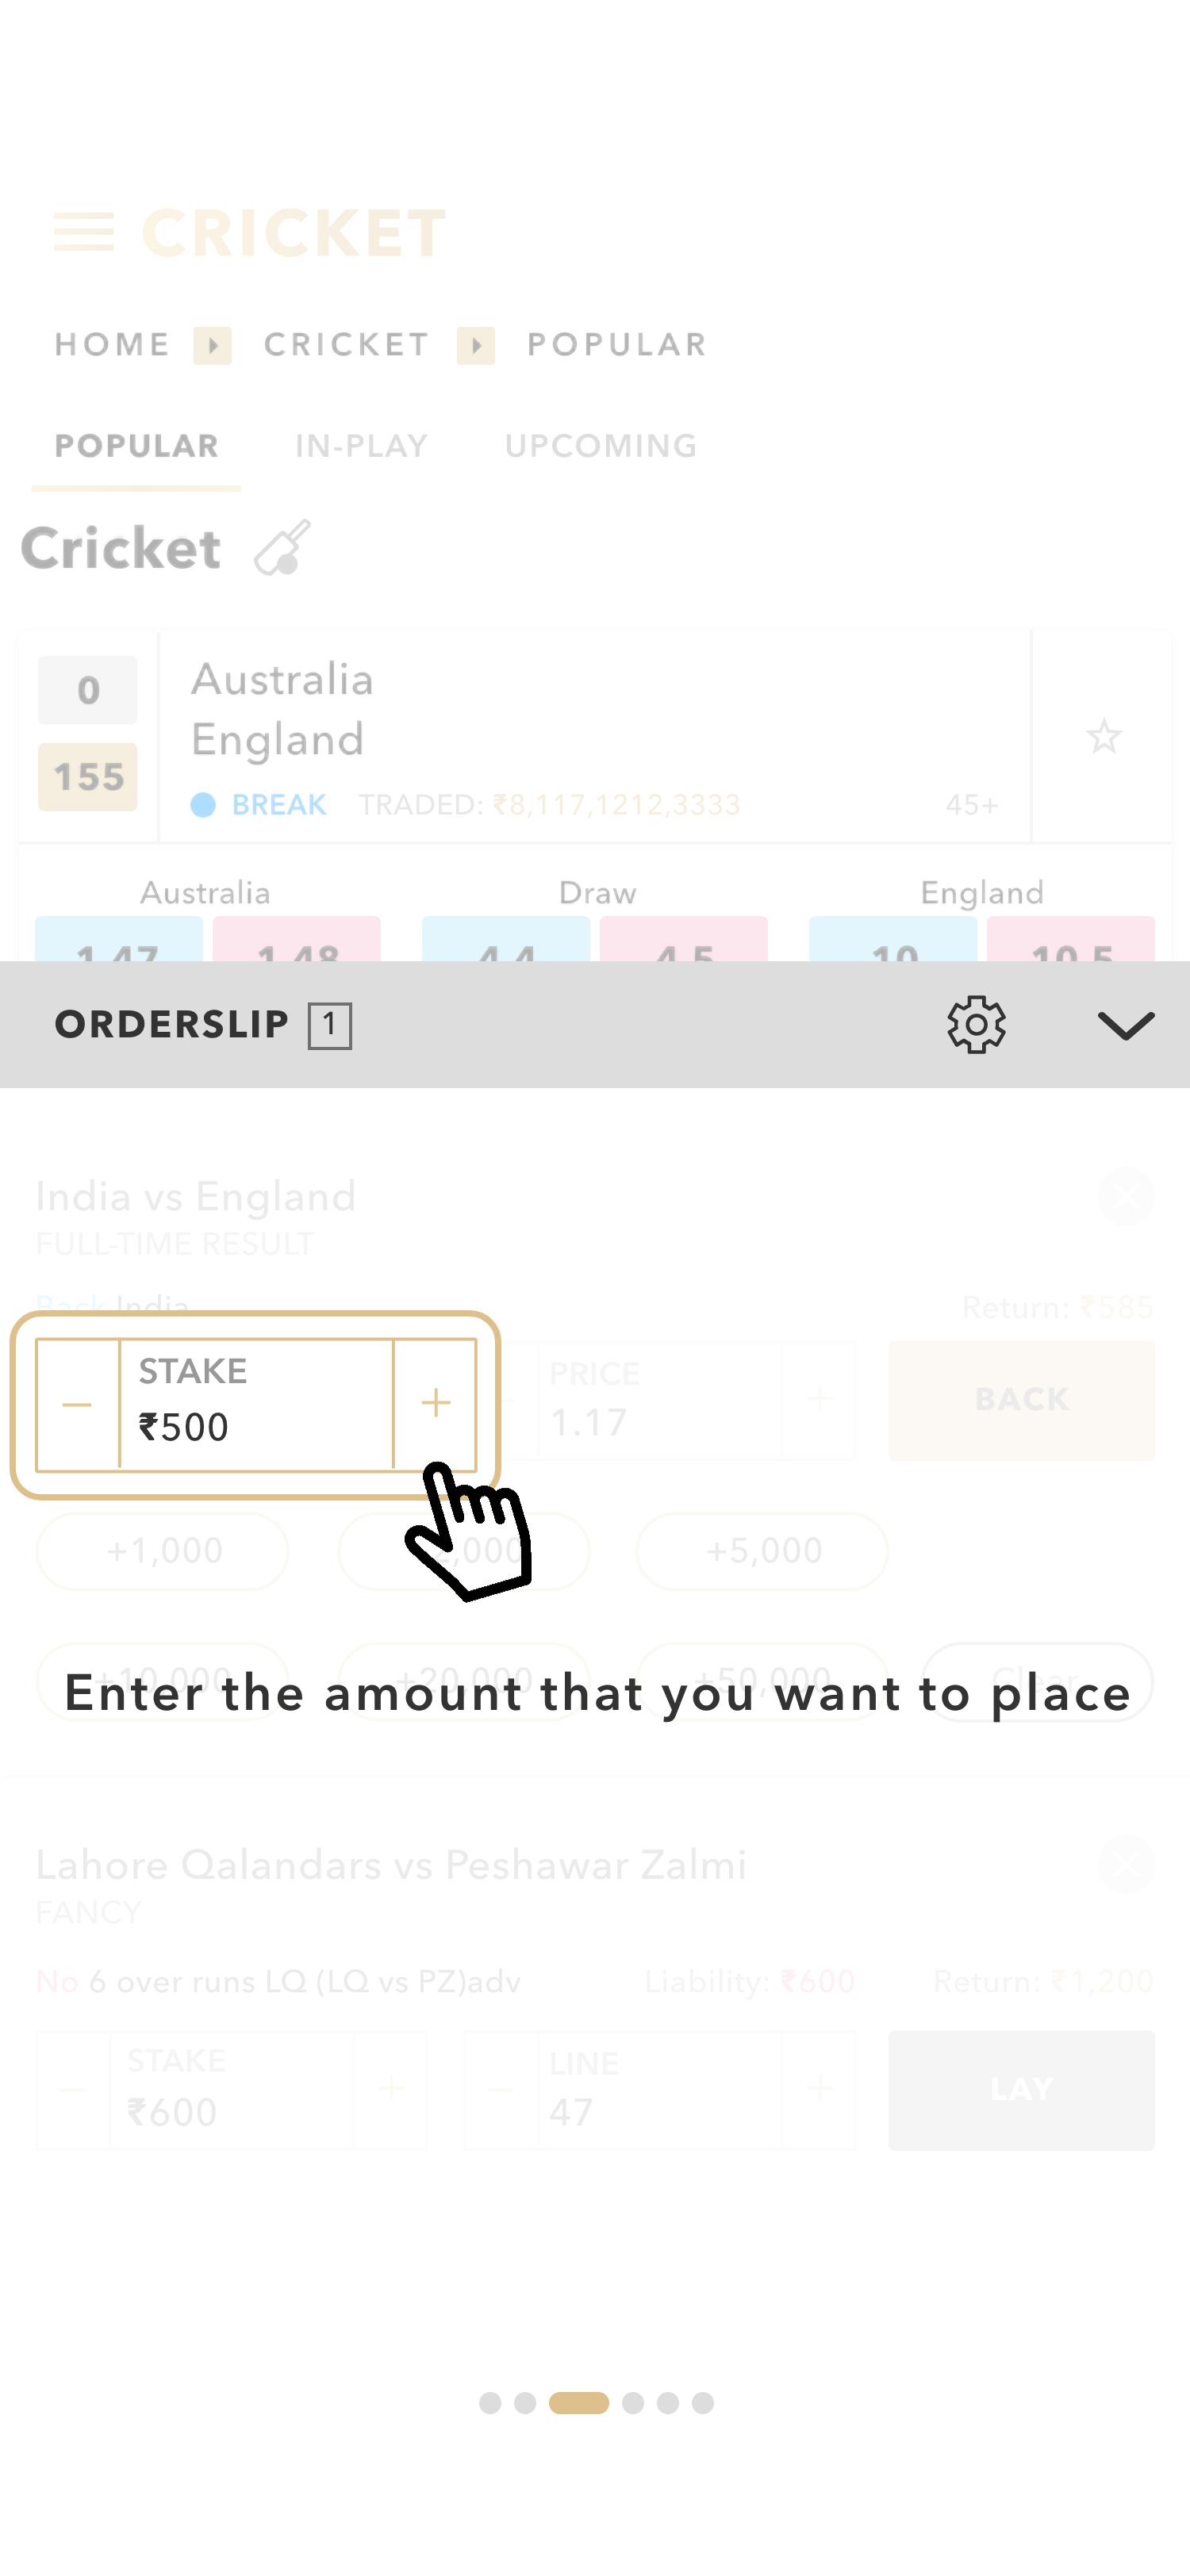 CRICKET
HOME CRICKET POPULAR
POPULAR IN-PLAY UPCOMING
Cricket
0
155
Australia
England
BREAK TRADED: ₹8,117,1212,3333 45+
Australia Draw England
1.47 1.48 4.4 4.5 10 10.5
ORDERSLIP 1
India vs England
FULL-TIME RESULT
Back India Return: ₹585
STAKE
₹500
PRICE
1.17
BACK
+1,000 2,000 +5,000
+10,000 +20,000 +50,000 Clear
Enter the amount that you want to place
Lahore Qalandars vs Peshawar Zalmi
FANCY
No 6 over runs LQ (LQ vs PZ)adv Liability: ₹600 Return: ₹1,200
STAKE
₹600
LINE
47
LAY